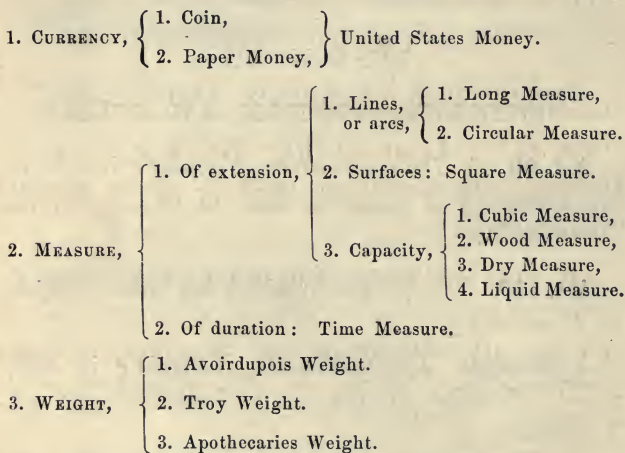 1. CURRENCY, 1. Coin,
2. Paper Money, United States Money.
2. MEASURE, 1. Of extension, 1. Lines, or arcs, 1. Long Measure,
2. Circular Measure.
2. Surfaces: Square Measure.
3. Capacity, 1. Cubic Measure,
2. Wood Measure,
3. Dry Measure,
4. Liquid Measure.
2. Of duration: Time Measure.
3. WEIGHT, 1. Avoirdupois Weight.
2. Troy Weight.
3. Apothecaries Weight.